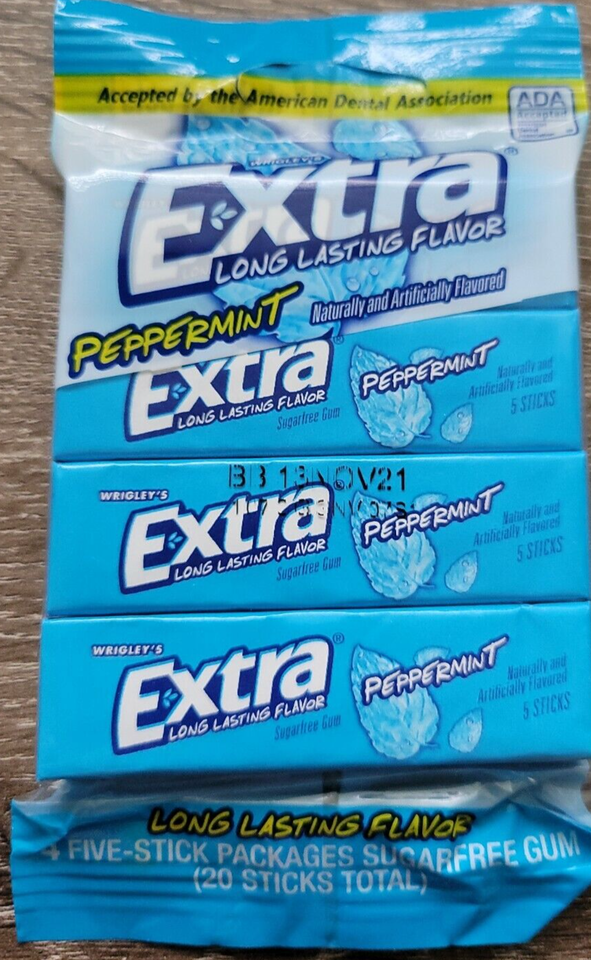 Accepted by the American Dental Association
ADA
Accepted
WRIGLEY'S
Extra®
LONG LASTING FLAVOR
PEPPERMINT
Naturally and Artificially Flavored
Extra®
LONG LASTING FLAVOR
Sugarfree Gum
PEPPERMINT
Naturally and
Artificially Flavored
5 STICKS
BB 13NOV21
WRIGLEY'S
Extra
LONG LASTING FLAVOR
Sugarfree Gum
PEPPERMINT
Naturally and
Artificially Flavored
5 STICKS
WRIGLEY'S
Extra®
LONG LASTING FLAVOR
Sugarfree Gum
PEPPERMINT
Naturally and
Artificially Flavored
5 STICKS
LONG LASTING FLAVOR
4 FIVE-STICK PACKAGES SUGARFREE GUM
(20 STICKS TOTAL)